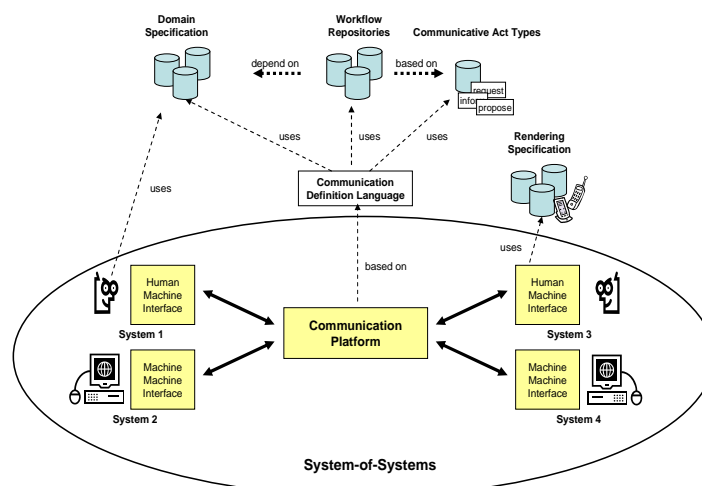 Domain
Specification
Workflow
Repositories
Communicative Act Types
depend on
based on
request
infor
propose
uses
uses
uses
Rendering
Specification
uses
Communication
Definition Language
uses
based on
Human
Machine
Interface
System 1
Communication
Platform
Human
Machine
Interface
System 3
Machine
Machine
Interface
System 2
Machine
Machine
Interface
System 4
System-of-Systems